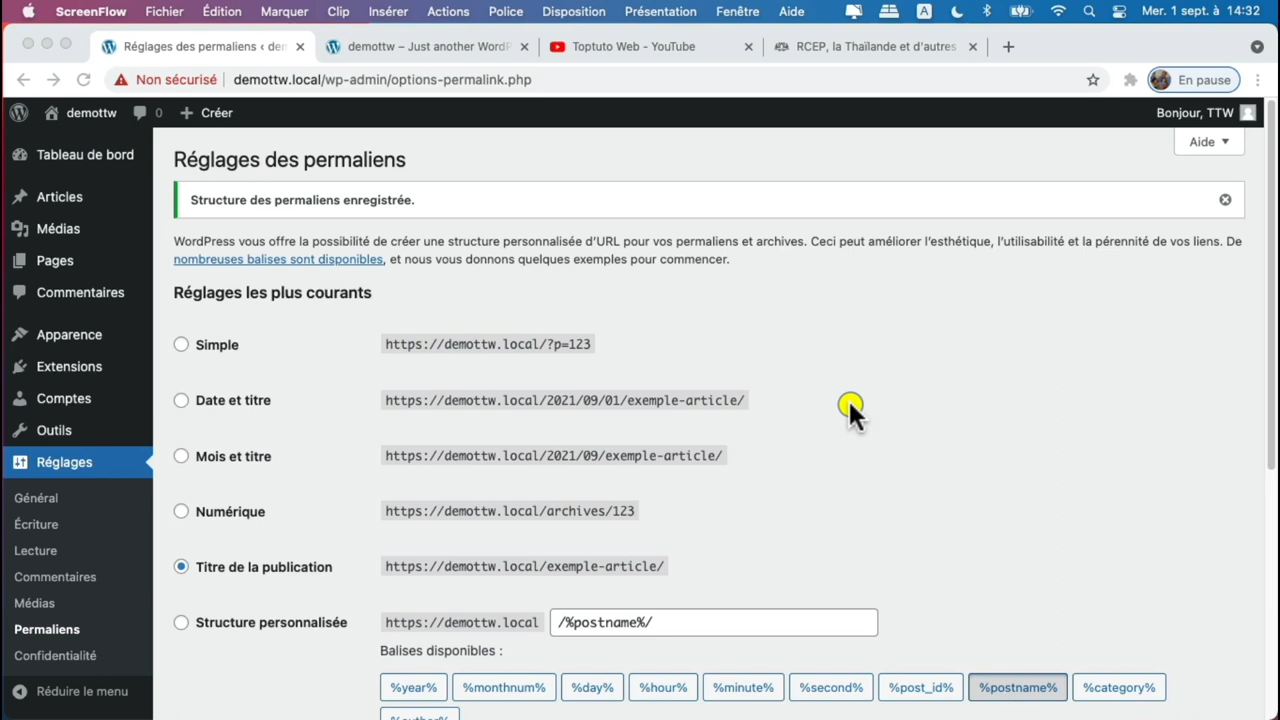 ScreenFlow Fichier Édition Marquer Clip Insérer Actions Police Disposition Présentation Fenêtre Aide A Mer. 1 sept. à 14:32
Réglages des permaliens ‹ dem
demottw – Just another WordP
Toptuto Web - YouTube
RCEP, la Thaïlande et d'autres
Non sécurisé demottw.local/wp-admin/options-permalink.php En pause
demottw 0 Créer Bonjour, TTW
Aide
Tableau de bord
Articles
Médias
Pages
Commentaires
Apparence
Extensions
Comptes
Outils
Réglages
Général
Écriture
Lecture
Commentaires
Médias
Permaliens
Confidentialité
Réduire le menu
Réglages des permaliens
Structure des permaliens enregistrée.
WordPress vous offre la possibilité de créer une structure personnalisée d’URL pour vos permaliens et archives. Ceci peut améliorer l’esthétique, l’utilisabilité et la pérennité de vos liens. De
nombreuses balises sont disponibles, et nous vous donnons quelques exemples pour commencer.
Réglages les plus courants
Simple https://demottw.local/?p=123
Date et titre https://demottw.local/2021/09/01/exemple-article/
Mois et titre https://demottw.local/2021/09/exemple-article/
Numérique https://demottw.local/archives/123
Titre de la publication https://demottw.local/exemple-article/
Structure personnalisée https://demottw.local /%postname%/
Balises disponibles :
%year% %monthnum% %day% %hour% %minute% %second% %post_id% %postname% %category%